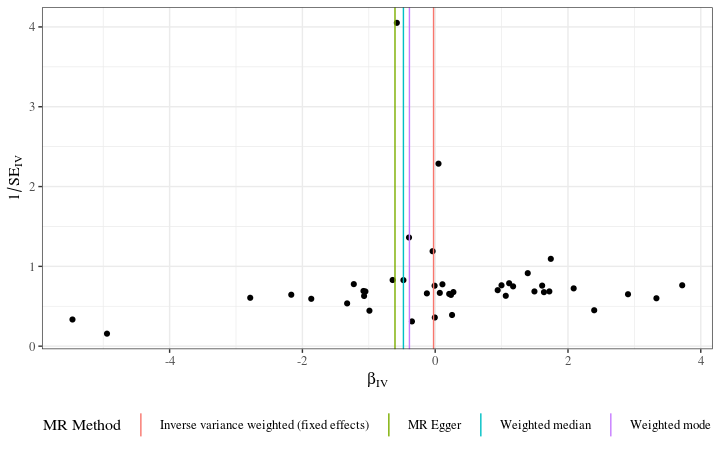 4
3
2
1
0
1/SE_IV
-4
-2
0
2
4
β_IV
MR Method
Inverse variance weighted (fixed effects)
MR Egger
Weighted median
Weighted mode